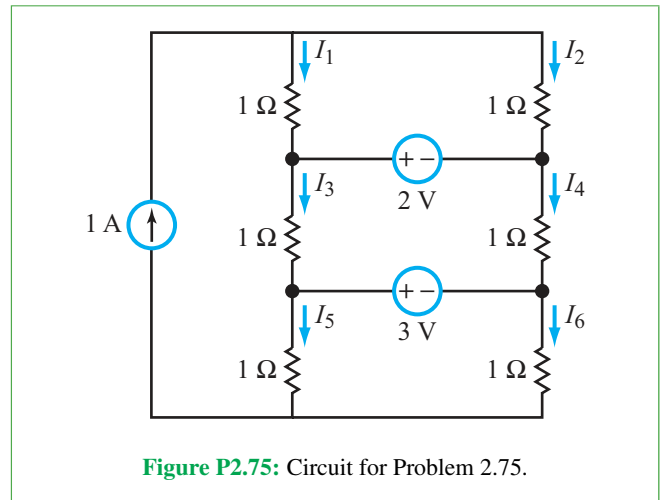 I1 I2
1 Ω 1 Ω
+ −
I3 2 V I4
1 A 1 Ω 1 Ω
+ −
I5 3 V I6
1 Ω 1 Ω
Figure P2.75: Circuit for Problem 2.75.